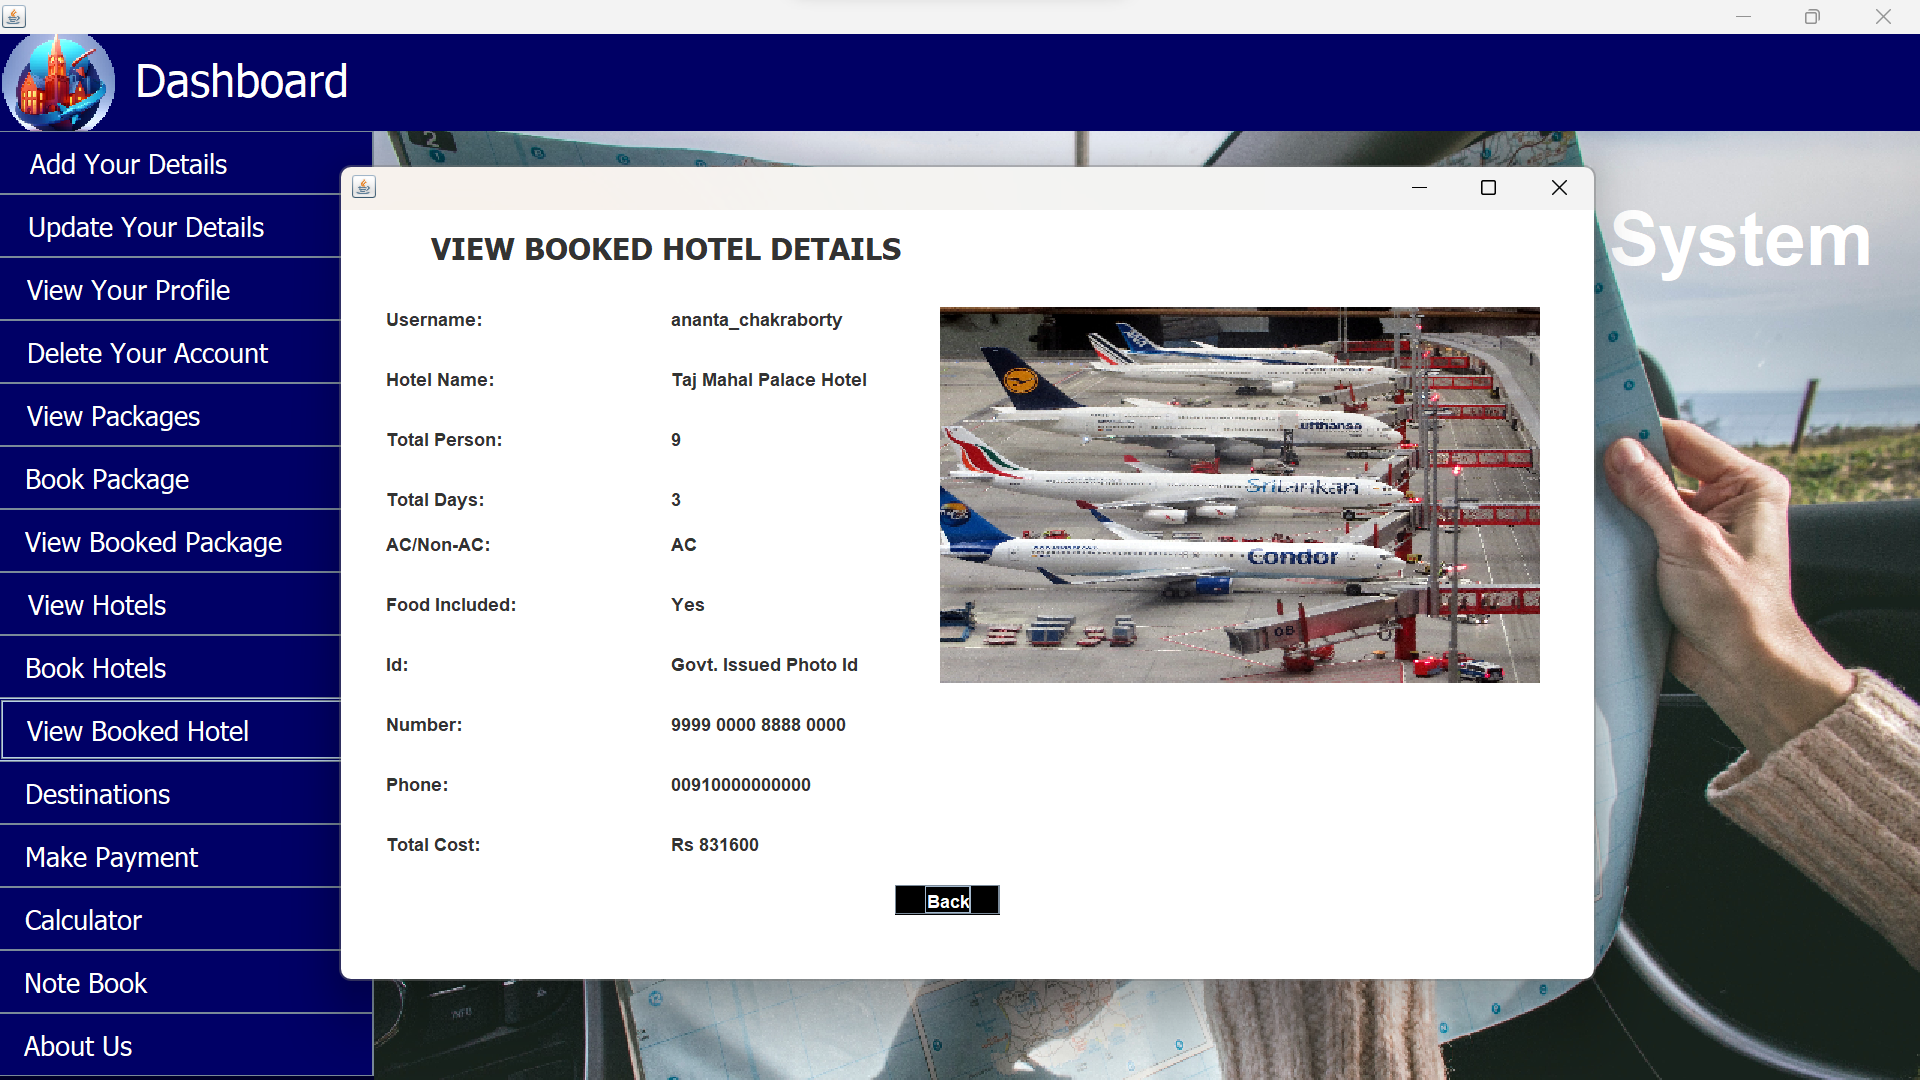 Dashboard
Add Your Details
Update Your Details
View Your Profile
Delete Your Account
View Packages
Book Package
View Booked Package
View Hotels
Book Hotels
View Booked Hotel
Destinations
Make Payment
Calculator
Note Book
About Us
System
VIEW BOOKED HOTEL DETAILS
Username: ananta_chakraborty
Hotel Name: Taj Mahal Palace Hotel
Total Person: 9
Total Days: 3
AC/Non-AC: AC
Food Included: Yes
Id: Govt. Issued Photo Id
Number: 9999 0000 8888 0000
Phone: 00910000000000
Total Cost: Rs 831600
Back
Lufthansa
SriLankan
Condor
2